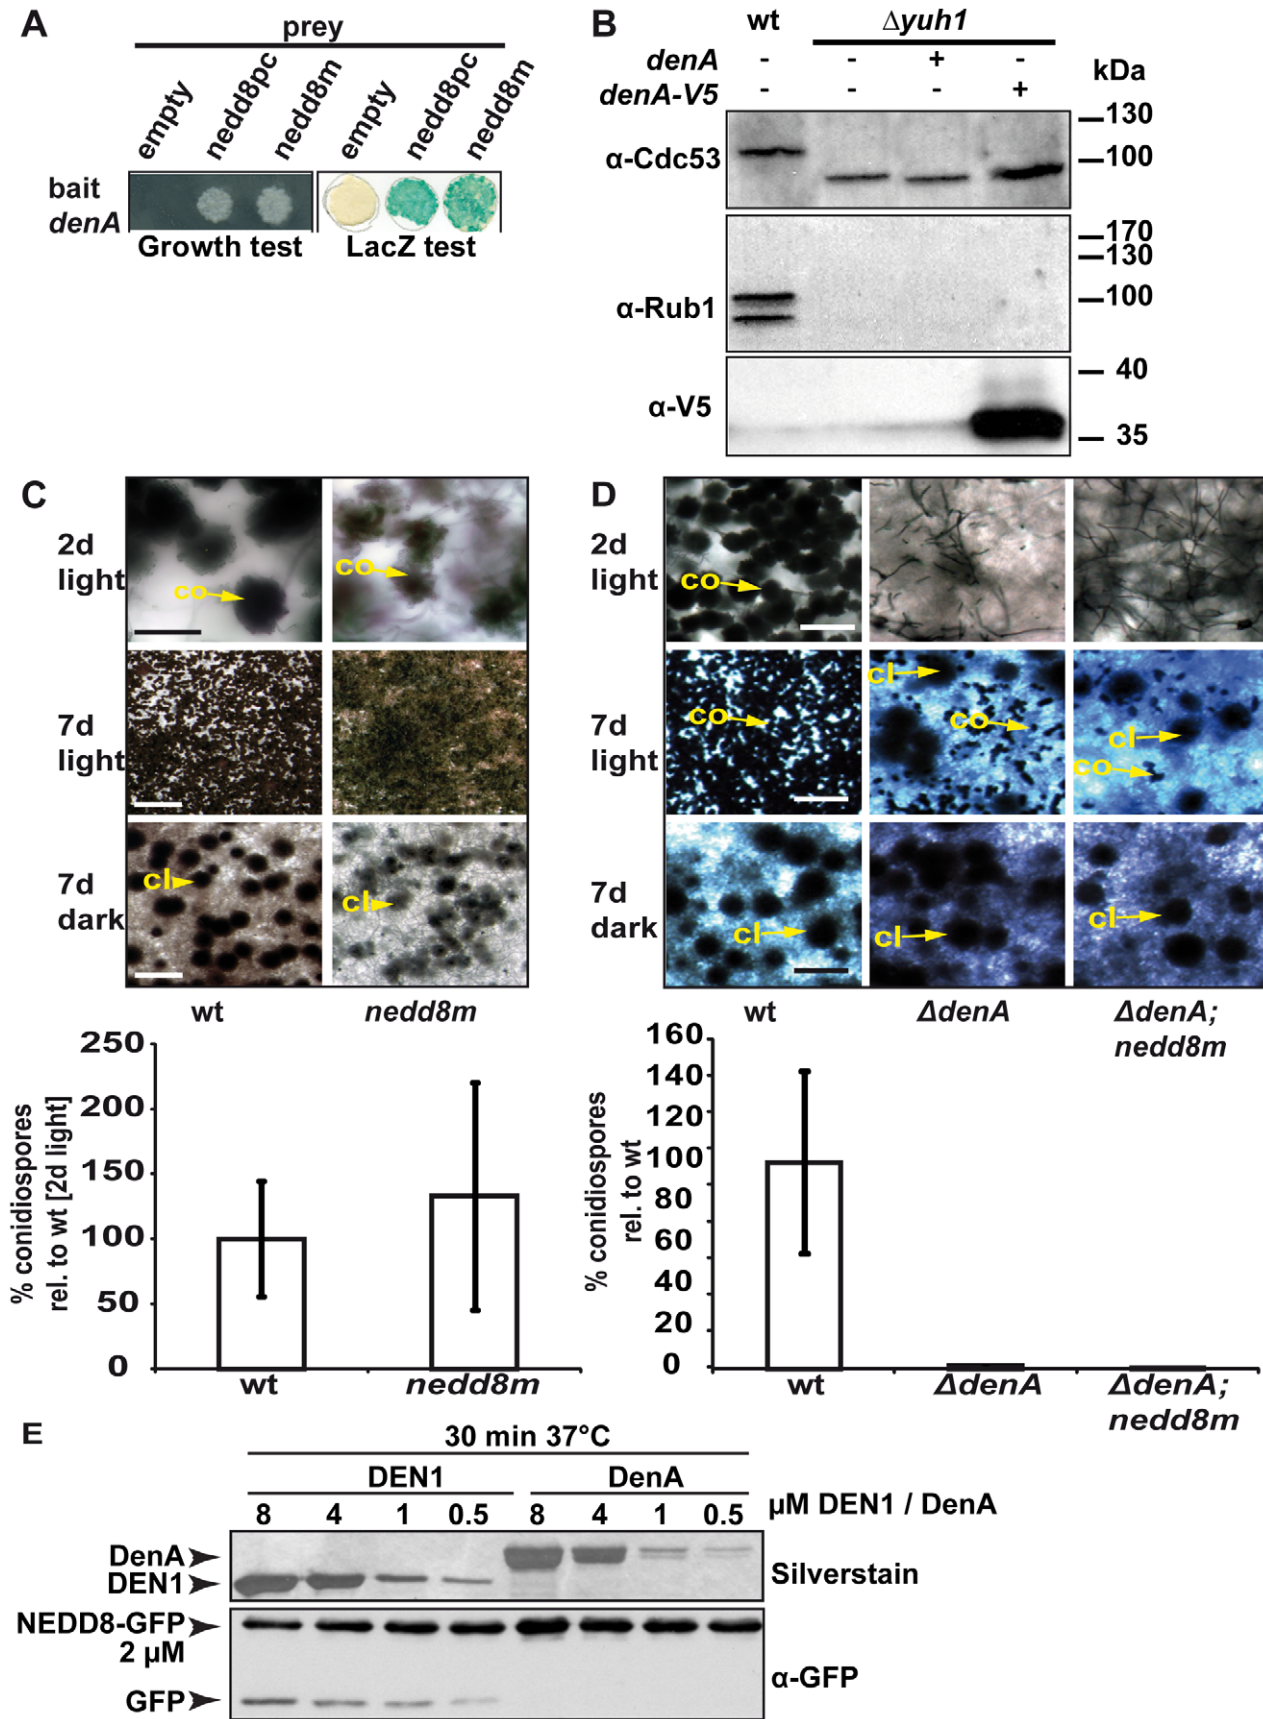 A
prey
empty
nedd8pc
nedd8m
empty
nedd8pc
nedd8m
bait
denA
Growth test
LacZ test
B
wt
Δyuh1
denA - - + -
denA-V5 - - - +
kDa
α-Cdc53
130
100
α-Rub1
170
130
100
α-V5
40
35
C
2d
light
co
co
7d
light
7d
dark
cl
cl
wt
nedd8m
% conidiospores
rel. to wt [2d light]
250
200
150
100
50
0
wt
nedd8m
D
2d
light
co
7d
light
co
cl
co
cl
co
7d
dark
cl
cl
cl
wt
ΔdenA
ΔdenA;
nedd8m
% conidiospores
rel. to wt
160
140
120
100
80
60
40
20
0
wt
ΔdenA
ΔdenA;
nedd8m
E
30 min 37°C
DEN1
DenA
8 4 1 0.5 8 4 1 0.5
µM DEN1 / DenA
DenA
DEN1
Silverstain
NEDD8-GFP
2 µM
GFP
α-GFP